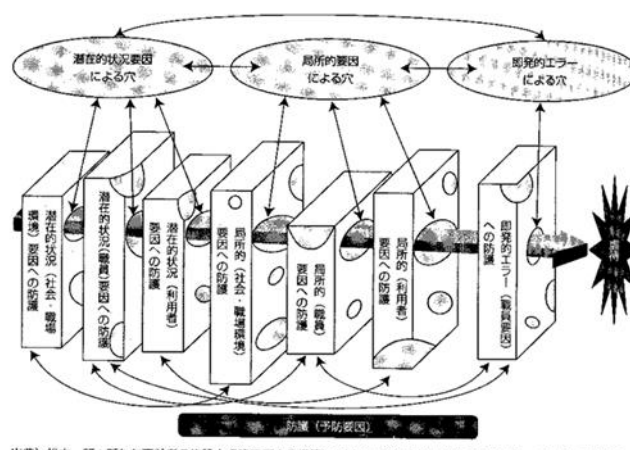 潜在的状況要因
による穴
局所的要因
による穴
即発的エラー
による穴
潜在的状況(社会・職場
環境)要因への防護
潜在的状況(職員)要因への防護
潜在的状況(利用者)
要因への防護
局所的(社会・職場環境)
要因への防護
局所的(職員)
要因への防護
局所的(利用者)
要因への防護
即発的エラー(職員要因)
への防護
虐待
防護(予防要因)